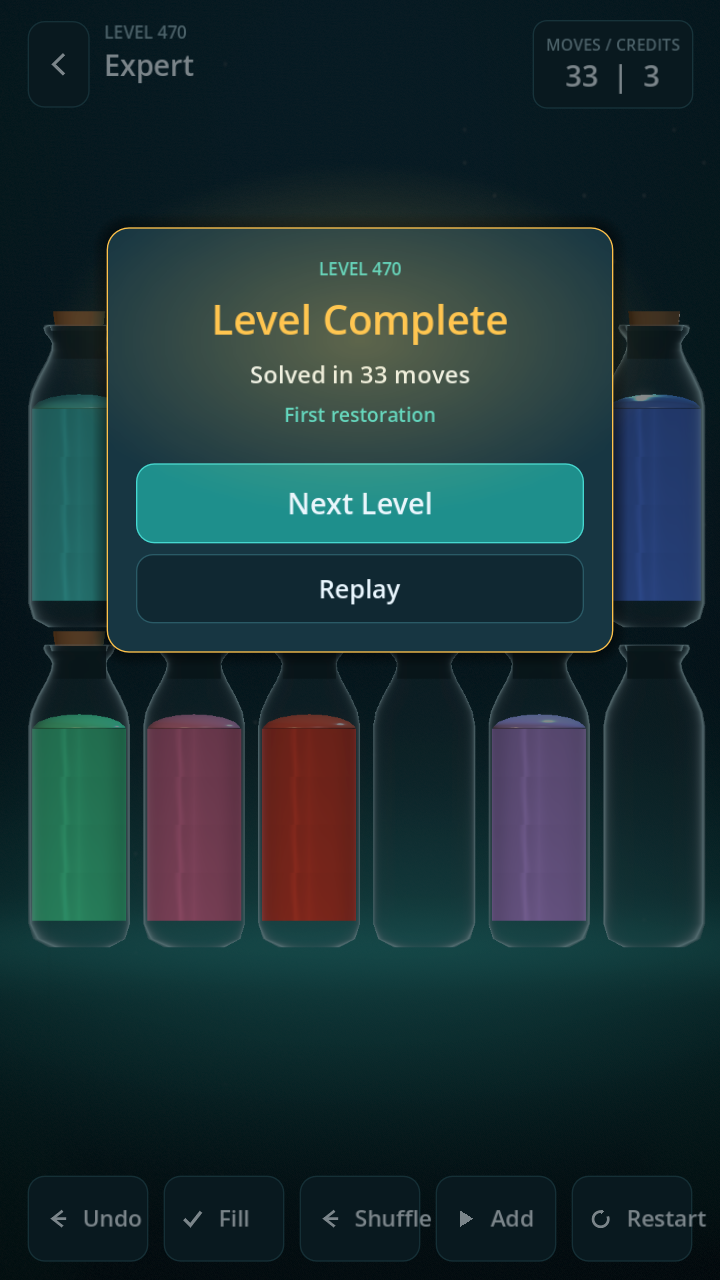 LEVEL 470
Expert
MOVES / CREDITS
33 | 3
LEVEL 470
Level Complete
Solved in 33 moves
First restoration
Next Level
Replay
Undo
Fill
Shuffle
Add
Restart